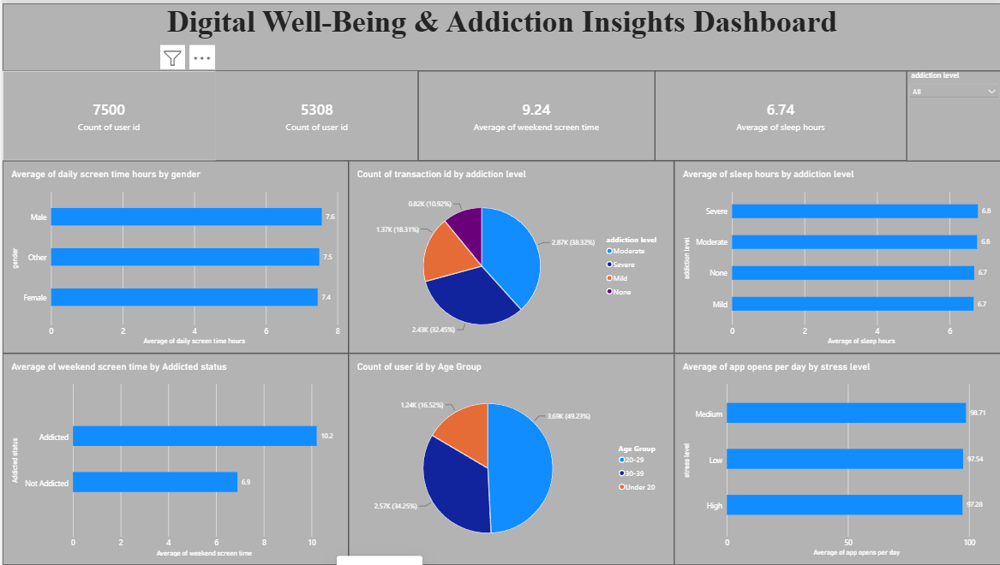 Digital Well-Being & Addiction Insights Dashboard
7500
Count of user id
5308
Count of user id
9.24
Average of weekend screen time
6.74
Average of sleep hours
addiction level
All
Average of daily screen time hours by gender
gender
Male
7.6
Other
7.5
Female
7.4
0 2 4 6 8
Average of daily screen time hours
Count of transaction id by addiction level
0.82K (10.92%)
1.37K (18.31%)
2.87K (38.32%)
2.43K (32.45%)
addiction level
Moderate
Severe
Mild
None
Average of sleep hours by addiction level
addiction level
Severe
6.8
Moderate
6.8
None
6.7
Mild
6.7
0 2 4 6
Average of sleep hours
Average of weekend screen time by Addicted status
Addicted status
Addicted
10.2
Not Addicted
6.9
0 2 4 6 8 10
Average of weekend screen time
Count of user id by Age Group
1.24K (16.52%)
3.69K (49.23%)
2.57K (34.25%)
Age Group
20-29
30-39
Under 20
Average of app opens per day by stress level
stress level
Medium
98.71
Low
97.54
High
97.28
0 50 100
Average of app opens per day